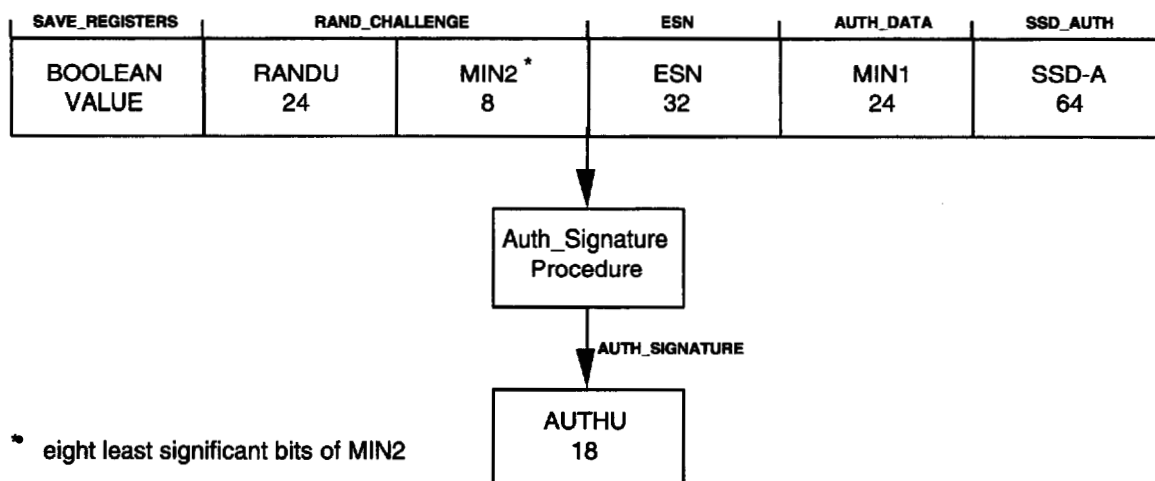 SAVE_REGISTERS RAND_CHALLENGE ESN AUTH_DATA SSD_AUTH
BOOLEAN RANDU MIN2 * ESN MIN1 SSD-A
VALUE 24 8 32 24 64
Auth_Signature
Procedure
AUTH_SIGNATURE
AUTHU
18
* eight least significant bits of MIN2